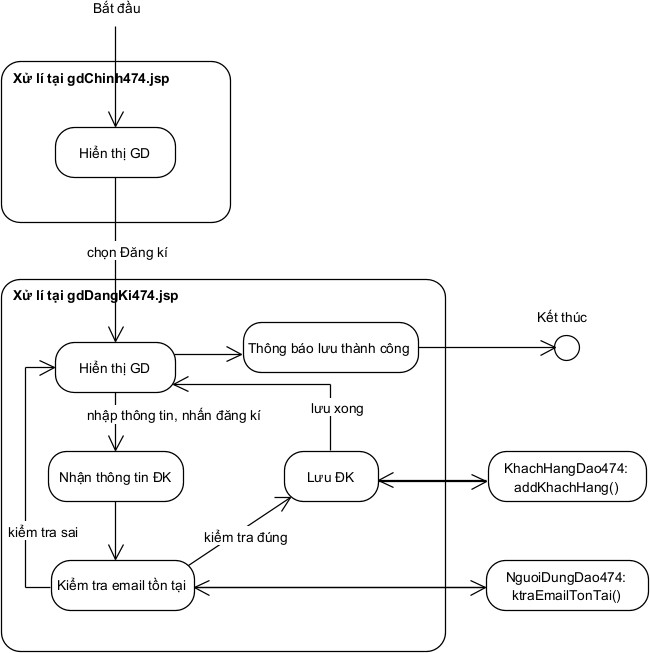 Bắt đầu
Xử lí tại gdChinh474.jsp
Hiển thị GD
chọn Đăng kí
Xử lí tại gdDangKi474.jsp
Kết thúc
Thông báo lưu thành công
Hiển thị GD
lưu xong
nhập thông tin, nhấn đăng kí
Nhận thông tin ĐK
Lưu ĐK
KhachHangDao474:
addKhachHang()
kiểm tra sai
kiểm tra đúng
Kiểm tra email tồn tại
NguoiDungDao474:
ktraEmailTonTai()